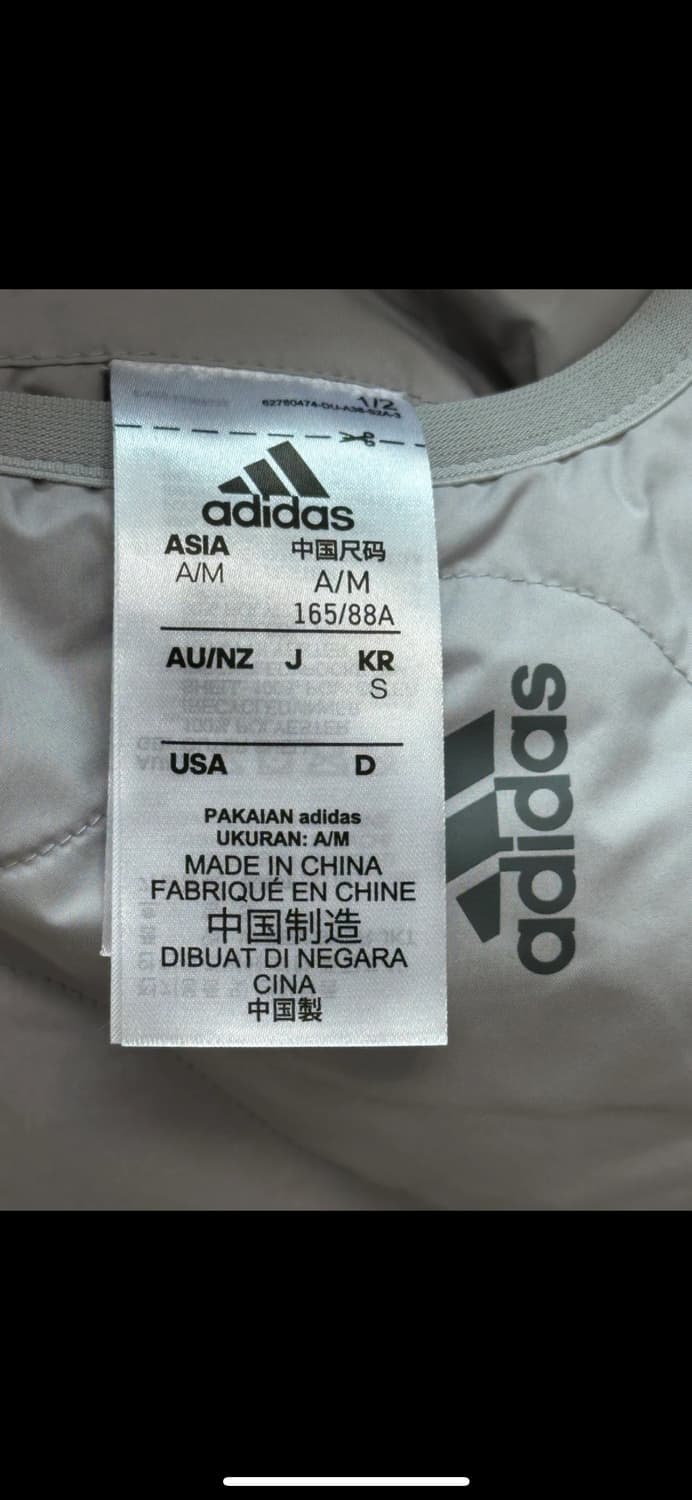 1/2
adidas
ASIA 中国尺码
A/M A/M
165/88A
AU/NZ J KR
S
USA D
PAKAIAN adidas
UKURAN: A/M
MADE IN CHINA
FABRIQUÉ EN CHINE
中国制造
DIBUAT DI NEGARA
CINA
中国製
adidas